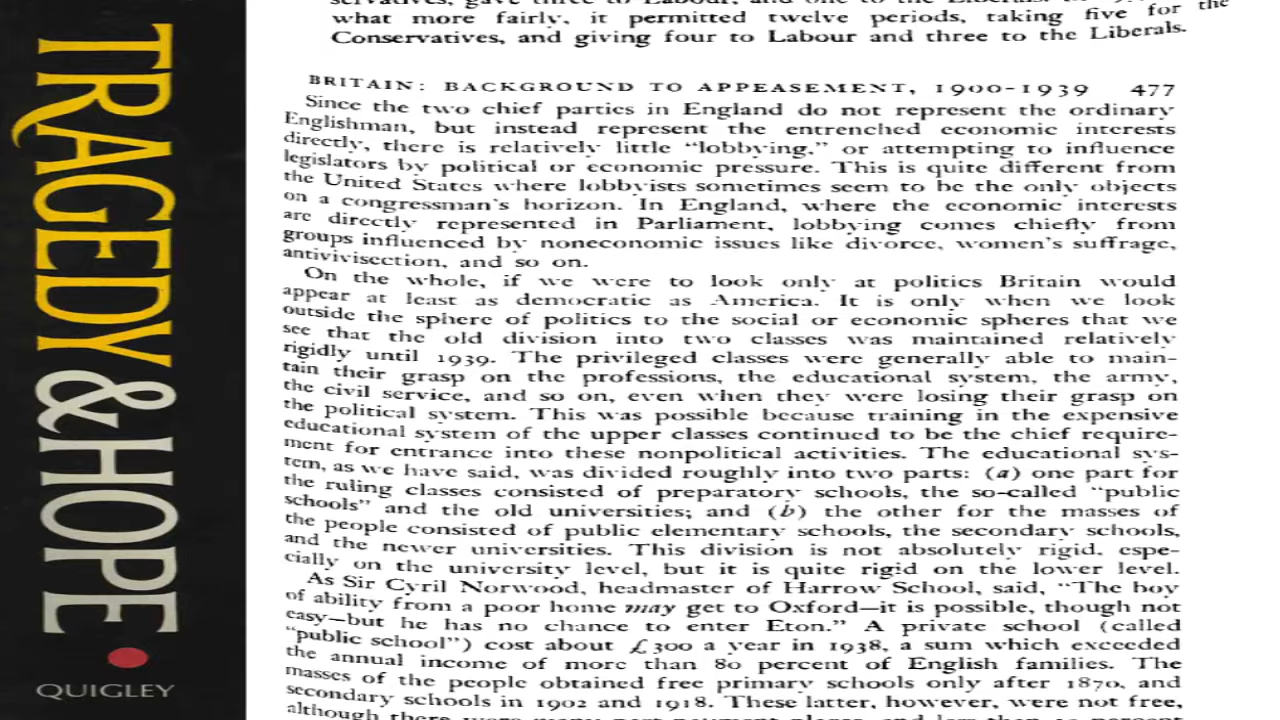 TRAGEDY & HOPE
QUIGLEY
what more fairly, it permitted twelve periods, taking five for the
Conservatives, and giving four to Labour and three to the Liberals.
BRITAIN: BACKGROUND TO APPEASEMENT, 1900-1939 477
Since the two chief parties in England do not represent the ordinary
Englishman, but instead represent the entrenched economic interests
directly, there is relatively little “lobbying,” or attempting to influence
legislators by political or economic pressure. This is quite different from
the United States where lobbyists sometimes seem to be the only objects
on a congressman's horizon. In England, where the economic interests
are directly represented in Parliament, lobbying comes chiefly from
groups influenced by noneconomic issues like divorce, women's suffrage,
antivivisection, and so on.
On the whole, if we were to look only at politics Britain would
appear at least as democratic as America. It is only when we look
outside the sphere of politics to the social or economic spheres that we
see that the old division into two classes was maintained relatively
rigidly until 1939. The privileged classes were generally able to main-
tain their grasp on the professions, the educational system, the army,
the civil service, and so on, even when they were losing their grasp on
the political system. This was possible because training in the expensive
educational system of the upper classes continued to be the chief require-
ment for entrance into these nonpolitical activities. The educational sys-
tem, as we have said, was divided roughly into two parts: (a) one part for
the ruling classes consisted of preparatory schools, the so-called “public
schools” and the old universities; and (b) the other for the masses of
the people consisted of public elementary schools, the secondary schools,
and the newer universities. This division is not absolutely rigid, espe-
cially on the university level, but it is quite rigid on the lower level.
As Sir Cyril Norwood, headmaster of Harrow School, said, “The boy
of ability from a poor home may get to Oxford—it is possible, though not
easy—but he has no chance to enter Eton.” A private school (called
“public school”) cost about £300 a year in 1938, a sum which exceeded
the annual income of more than 80 percent of English families. The
masses of the people obtained free primary schools only after 1870, and
secondary schools in 1902 and 1918. These latter, however, were not free,